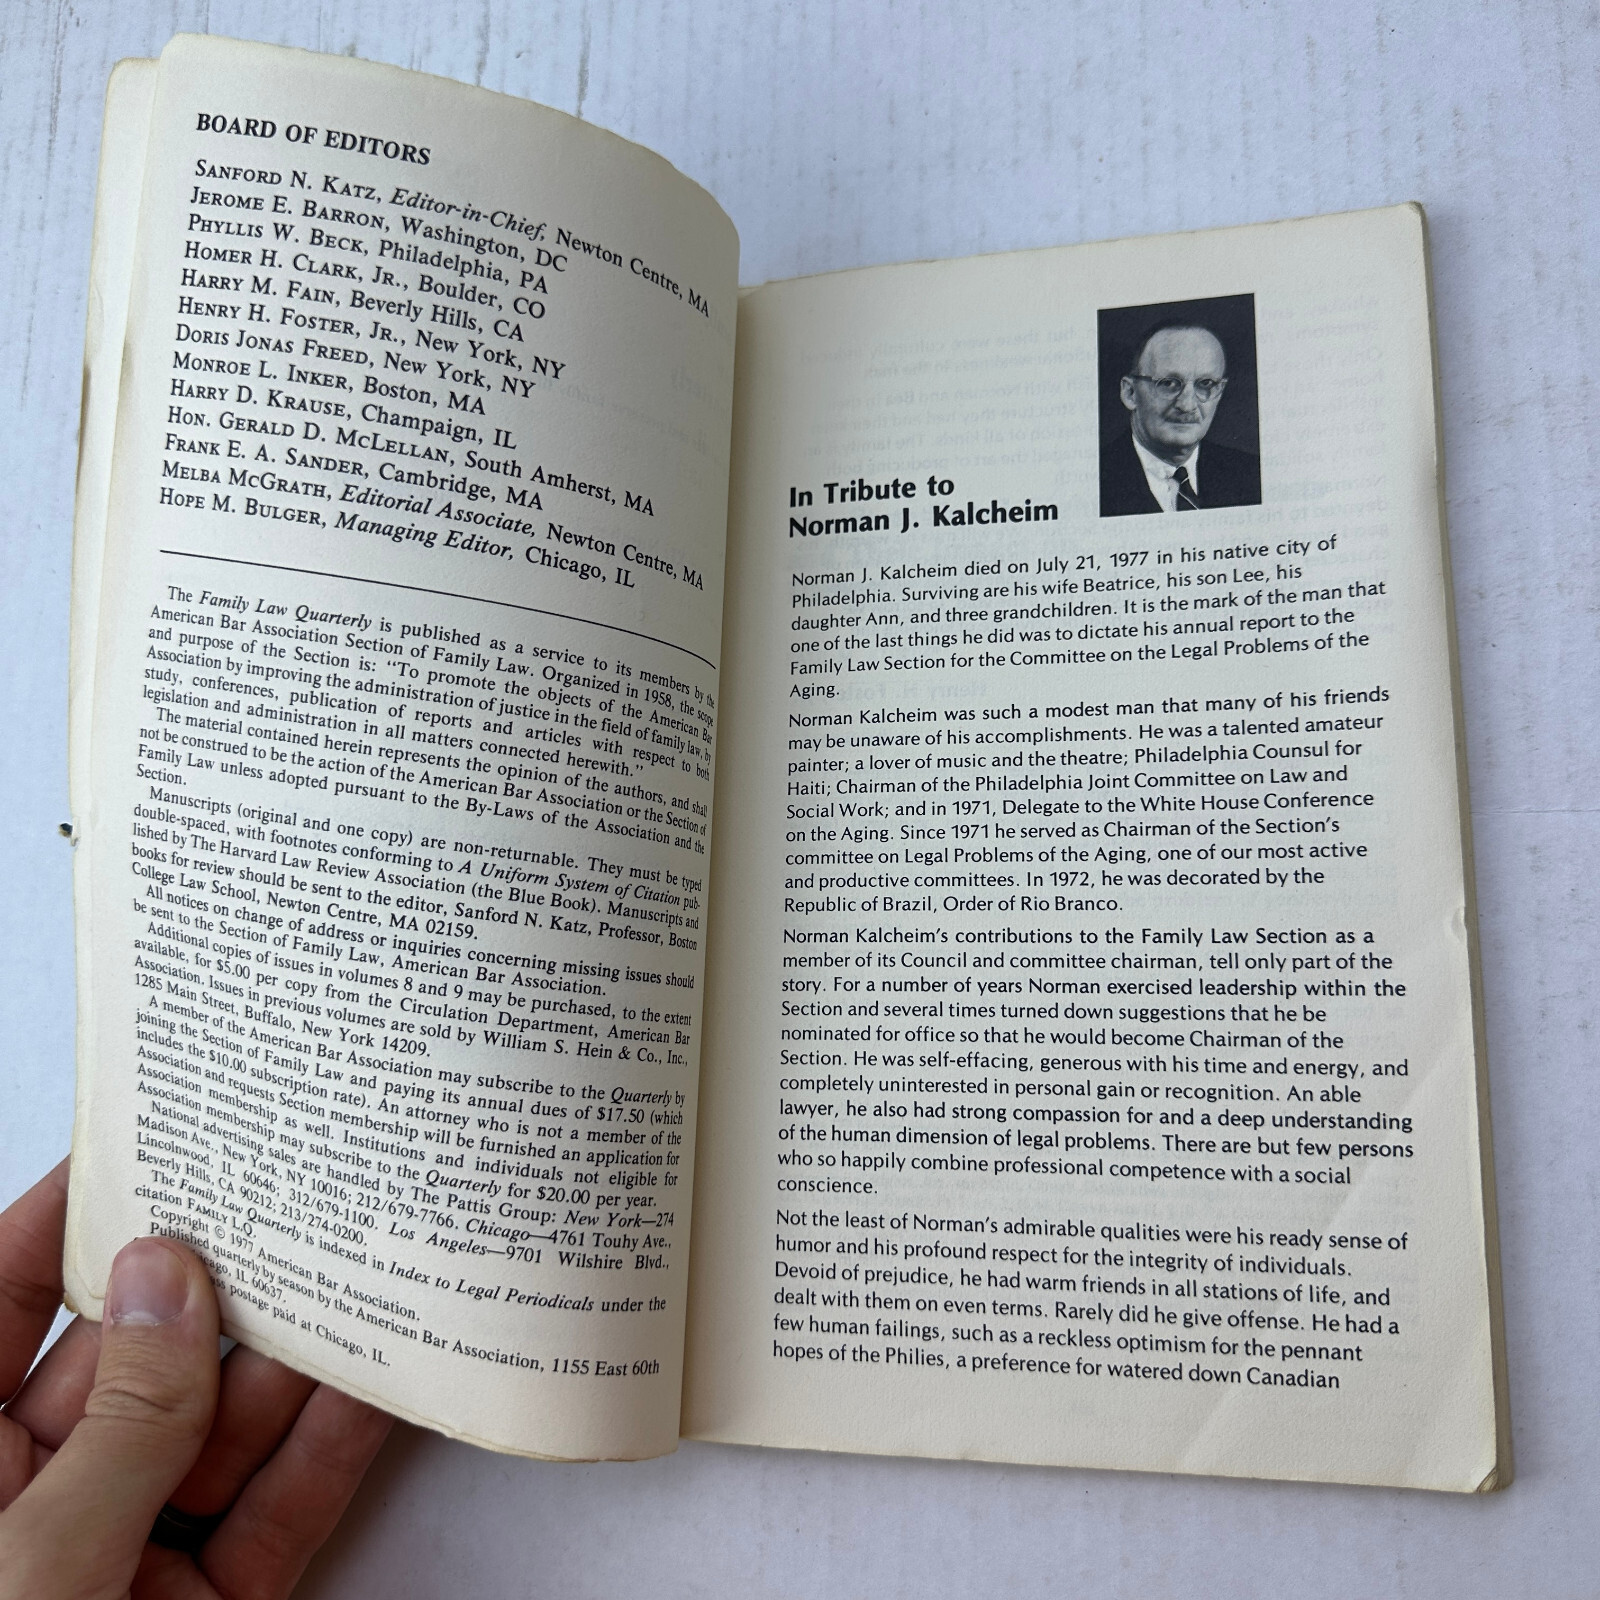 BOARD OF EDITORS
SANFORD N. KATZ, Editor-in-Chief, Newton Centre, MA
JEROME E. BARRON, Washington, DC
PHYLLIS W. BECK, Philadelphia, PA
HOMER H. CLARK, JR., Boulder, CO
HARRY M. FAIN, Beverly Hills, CA
HENRY H. FOSTER, JR., New York, NY
DORIS JONAS FREED, New York, NY
MONROE L. INKER, Boston, MA
HARRY D. KRAUSE, Champaign, IL
HON. GERALD D. MCLELLAN, South Amherst, MA
FRANK E. A. SANDER, Cambridge, MA
MELBA MCGRATH, Editorial Associate, Newton Centre, MA
HOPE M. BULGER, Managing Editor, Chicago, IL
The Family Law Quarterly is published as a service to its members by the
American Bar Association Section of Family Law. Organized in 1958, the scope
and purpose of the Section is: "To promote the objects of the American Bar
Association by improving the administration of justice in the field of family law, by
study, conferences, publication of reports and articles with respect to both
legislation and administration in all matters connected herewith."
The material contained herein represents the opinion of the authors, and shall
not be construed to be the action of the American Bar Association or the Section of
Family Law unless adopted pursuant to the By-Laws of the Association and the
Section.
Manuscripts (original and one copy) are non-returnable. They must be typed
double-spaced, with footnotes conforming to A Uniform System of Citation pub-
lished by The Harvard Law Review Association (the Blue Book). Manuscripts and
books for review should be sent to the editor, Sanford N. Katz, Professor, Boston
College Law School, Newton Centre, MA 02159.
All notices on change of address or inquiries concerning missing issues should
be sent to the Section of Family Law, American Bar Association.
Additional copies of issues in volumes 8 and 9 may be purchased, to the extent
available, for $5.00 per copy from the Circulation Department, American Bar
Association. Issues in previous volumes are sold by William S. Hein & Co., Inc.,
1285 Main Street, Buffalo, New York 14209.
A member of the American Bar Association may subscribe to the Quarterly by
joining the Section of Family Law and paying its annual dues of $17.50 (which
includes the $10.00 subscription rate). An attorney who is not a member of the
Association and requests Section membership will be furnished an application for
Association membership as well. Institutions and individuals not eligible for
Association membership may subscribe to the Quarterly for $20.00 per year.
National advertising sales are handled by The Pattis Group: New York—274
Madison Ave., New York, NY 10016; 212/679-7766. Chicago—4761 Touhy Ave.,
Lincolnwood, IL 60646; 312/679-1100. Los Angeles—9701 Wilshire Blvd.,
Beverly Hills, CA 90212; 213/274-0200.
The Family Law Quarterly is indexed in Index to Legal Periodicals under the
citation FAMILY L.Q.
Copyright © 1977 American Bar Association.
Published quarterly by season by the American Bar Association, 1155 East 60th
IL 60637.
postage paid at Chicago, IL.
In Tribute to
Norman J. Kalcheim
Norman J. Kalcheim died on July 21, 1977 in his native city of
Philadelphia. Surviving are his wife Beatrice, his son Lee, his
daughter Ann, and three grandchildren. It is the mark of the man that
one of the last things he did was to dictate his annual report to the
Family Law Section for the Committee on the Legal Problems of the
Aging.
Norman Kalcheim was such a modest man that many of his friends
may be unaware of his accomplishments. He was a talented amateur
painter; a lover of music and the theatre; Philadelphia Counsul for
Haiti; Chairman of the Philadelphia Joint Committee on Law and
Social Work; and in 1971, Delegate to the White House Conference
on the Aging. Since 1971 he served as Chairman of the Section's
committee on Legal Problems of the Aging, one of our most active
and productive committees. In 1972, he was decorated by the
Republic of Brazil, Order of Rio Branco.
Norman Kalcheim's contributions to the Family Law Section as a
member of its Council and committee chairman, tell only part of the
story. For a number of years Norman exercised leadership within the
Section and several times turned down suggestions that he be
nominated for office so that he would become Chairman of the
Section. He was self-effacing, generous with his time and energy, and
completely uninterested in personal gain or recognition. An able
lawyer, he also had strong compassion for and a deep understanding
of the human dimension of legal problems. There are but few persons
who so happily combine professional competence with a social
conscience.
Not the least of Norman's admirable qualities were his ready sense of
humor and his profound respect for the integrity of individuals.
Devoid of prejudice, he had warm friends in all stations of life, and
dealt with them on even terms. Rarely did he give offense. He had a
few human failings, such as a reckless optimism for the pennant
hopes of the Philies, a preference for watered down Canadian